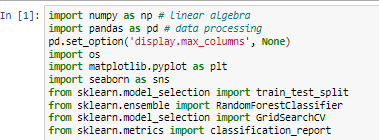 In [1]: import numpy as np # linear algebra
import pandas as pd # data processing
pd.set_option('display.max_columns', None)
import os
import matplotlib.pyplot as plt
import seaborn as sns
from sklearn.model_selection import train_test_split
from sklearn.ensemble import RandomForestClassifier
from sklearn.model_selection import GridSearchCV
from sklearn.metrics import classification_report